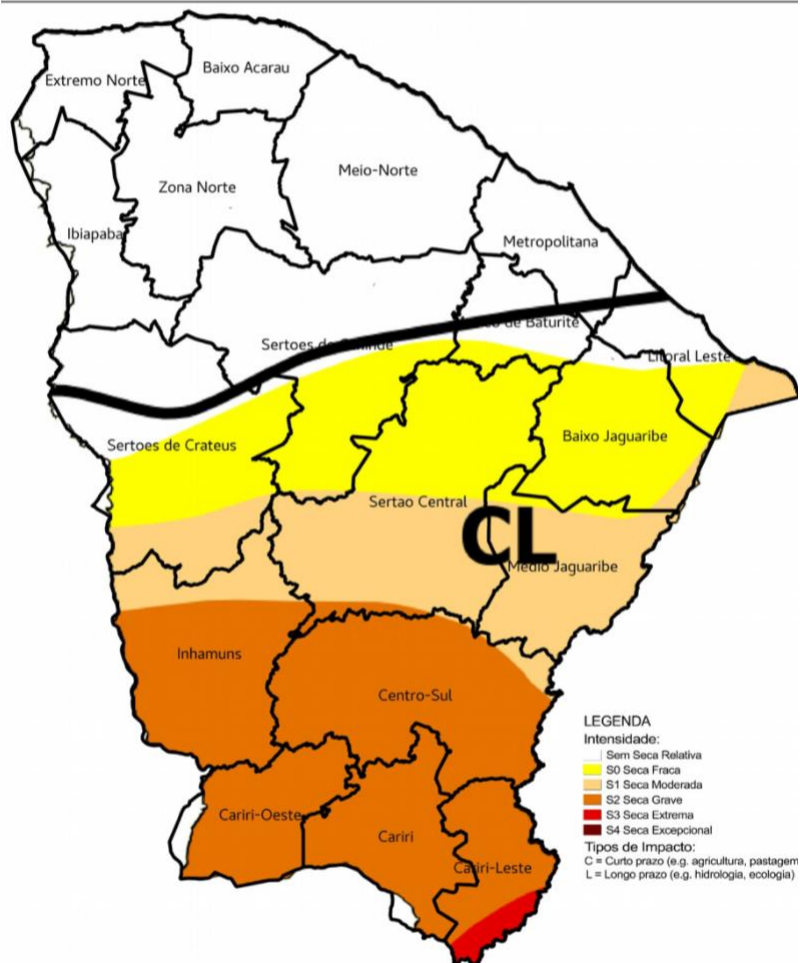 Extremo Norte
Baixo Acarau
Meio-Norte
Zona Norte
Ibiapaba
Metropolitana
de Baturité
Sertoes de
Litoral Leste
Sertoes de Crateus
Baixo Jaguaribe
Sertao Central
CL
Medio Jaguaribe
Inhamuns
Centro-Sul
Cariri-Oeste
Cariri
Cariri-Leste
LEGENDA
Intensidade:
Sem Seca Relativa
S0 Seca Fraca
S1 Seca Moderada
S2 Seca Grave
S3 Seca Extrema
S4 Seca Excepcional
Tipos de Impacto:
C = Curto prazo (e.g. agricultura, pastagem
L = Longo prazo (e.g. hidrologia, ecologia)